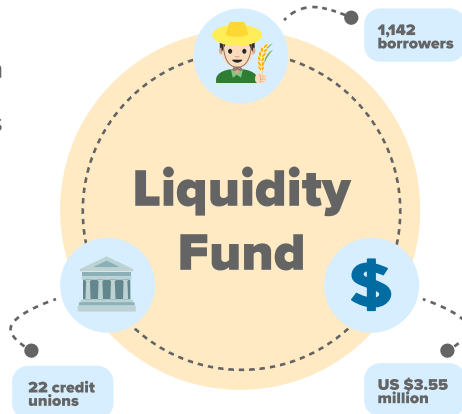 1,142
borrowers
Liquidity
Fund
$
22 credit
unions
US $3.55
million